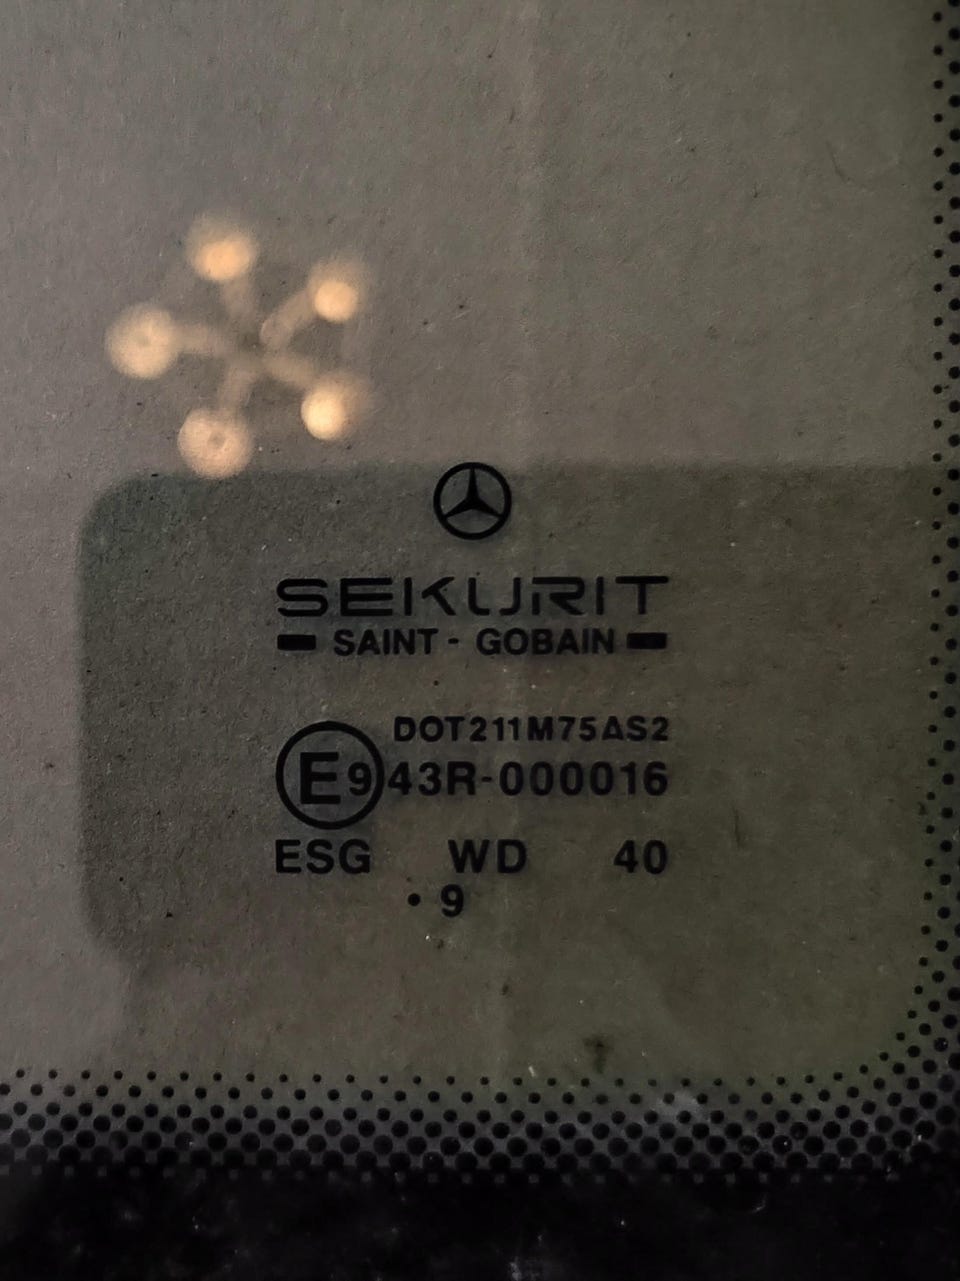 SEKURIT
SAINT - GOBAIN
DOT211M75AS2
E9 43R-000016
ESG WD 40
• 9